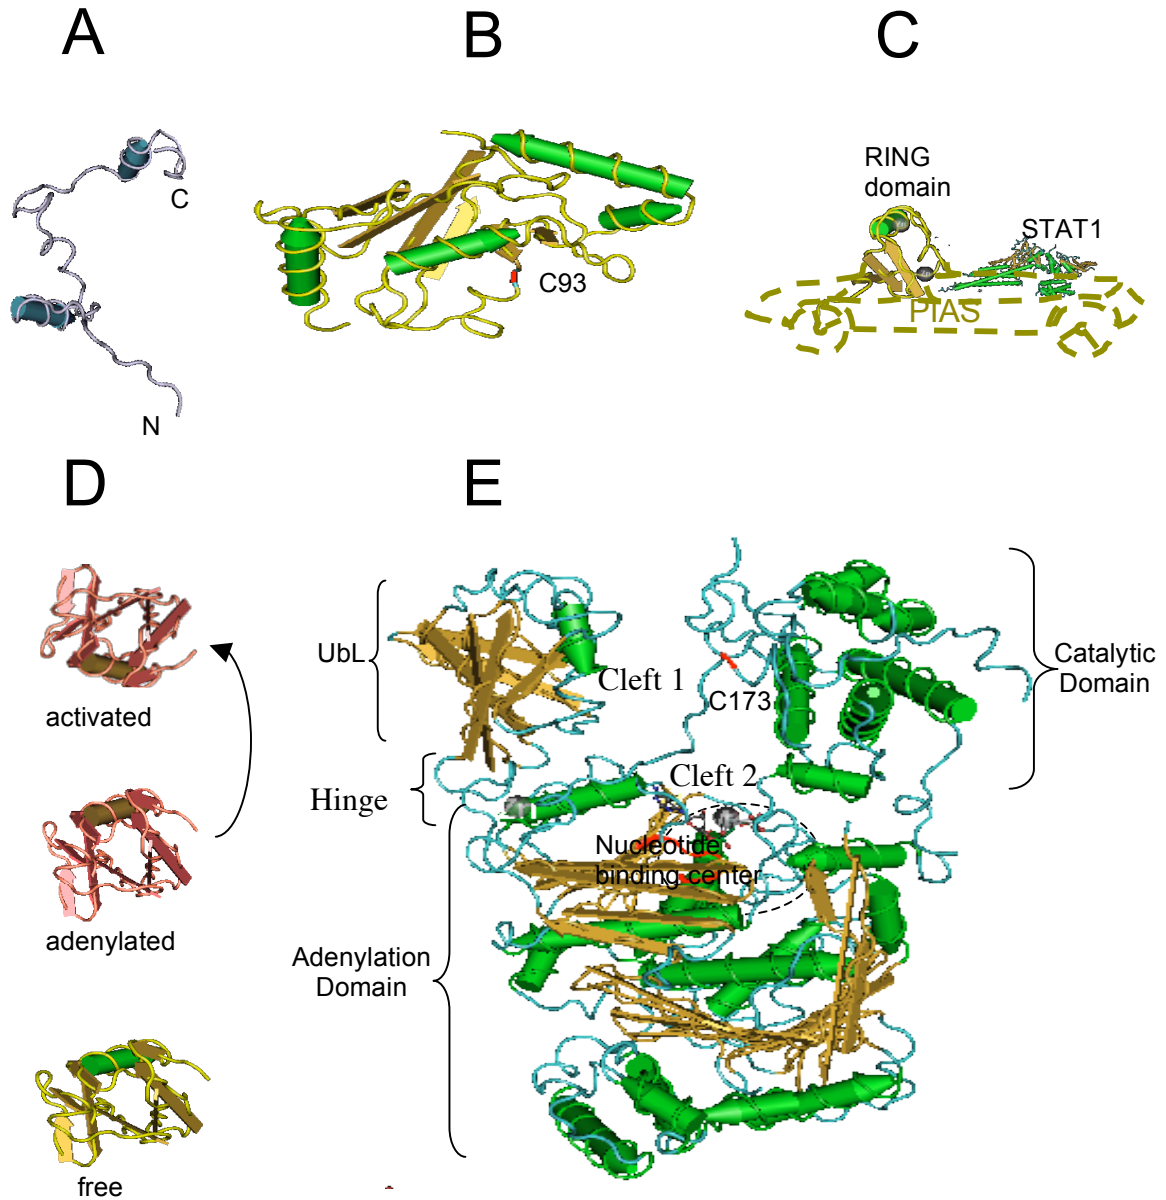 A
B
C
RING
domain
STAT1
C
C93
PIAS
N
D
E
UbL
Cleft 1
C173
Catalytic
Domain
activated
Hinge
Cleft 2
Nucleotide
binding center
adenylated
Adenylation
Domain
free